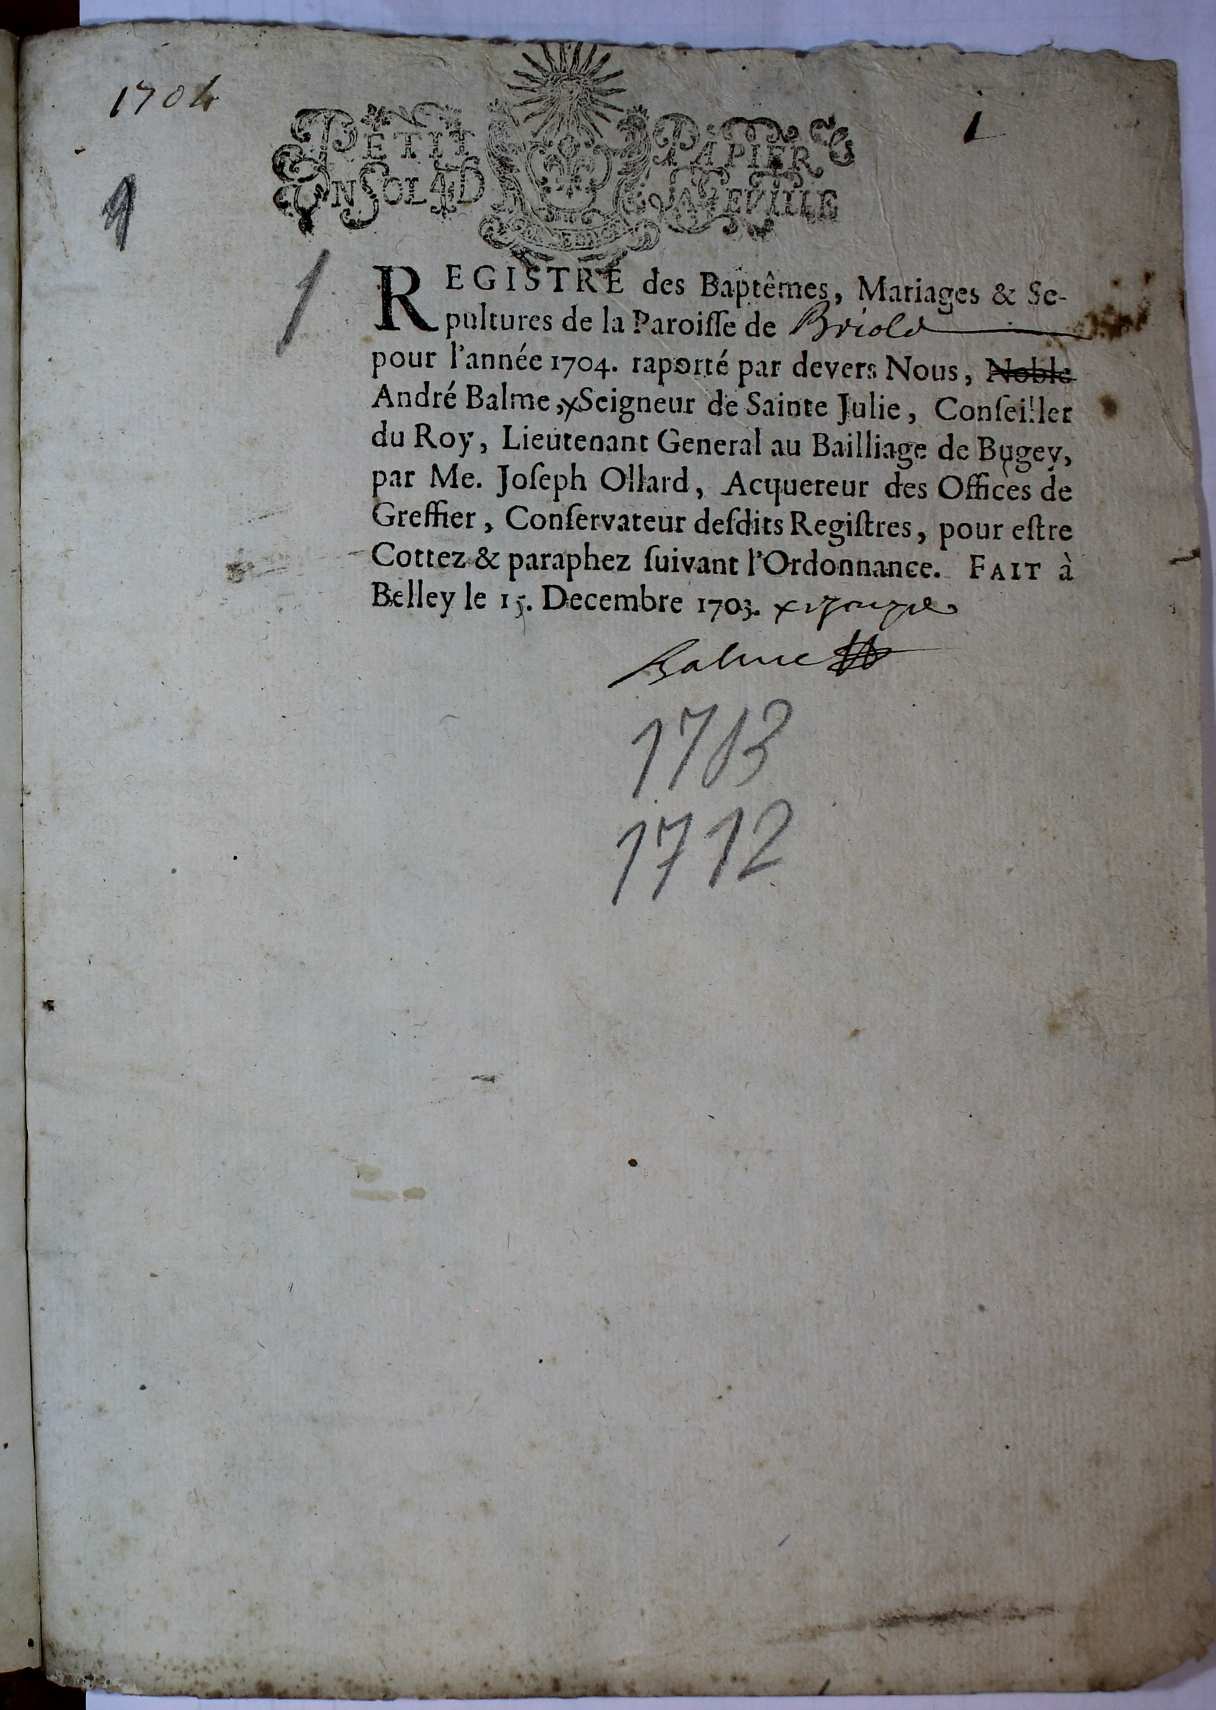 1704
1
PETIT PAPIER
UN SOL 4 D LA FEUILLE
1
REGISTRE des Baptêmes, Mariages & Se-
pultures de la Paroisse de Briold
pour l'année 1704. raporté par devers Nous, Noble
André Balme, x Seigneur de Sainte Julie, Conseiller
du Roy, Lieutenant General au Bailliage de Bugey,
par Me. Joseph Ollard, Acquereur des Offices de
Greffier, Conservateur desdits Registres, pour estre
Cottez & paraphez suivant l'Ordonnance. FAIT à
Belley le 15. Decembre 1703. x
Balme
1713
1712